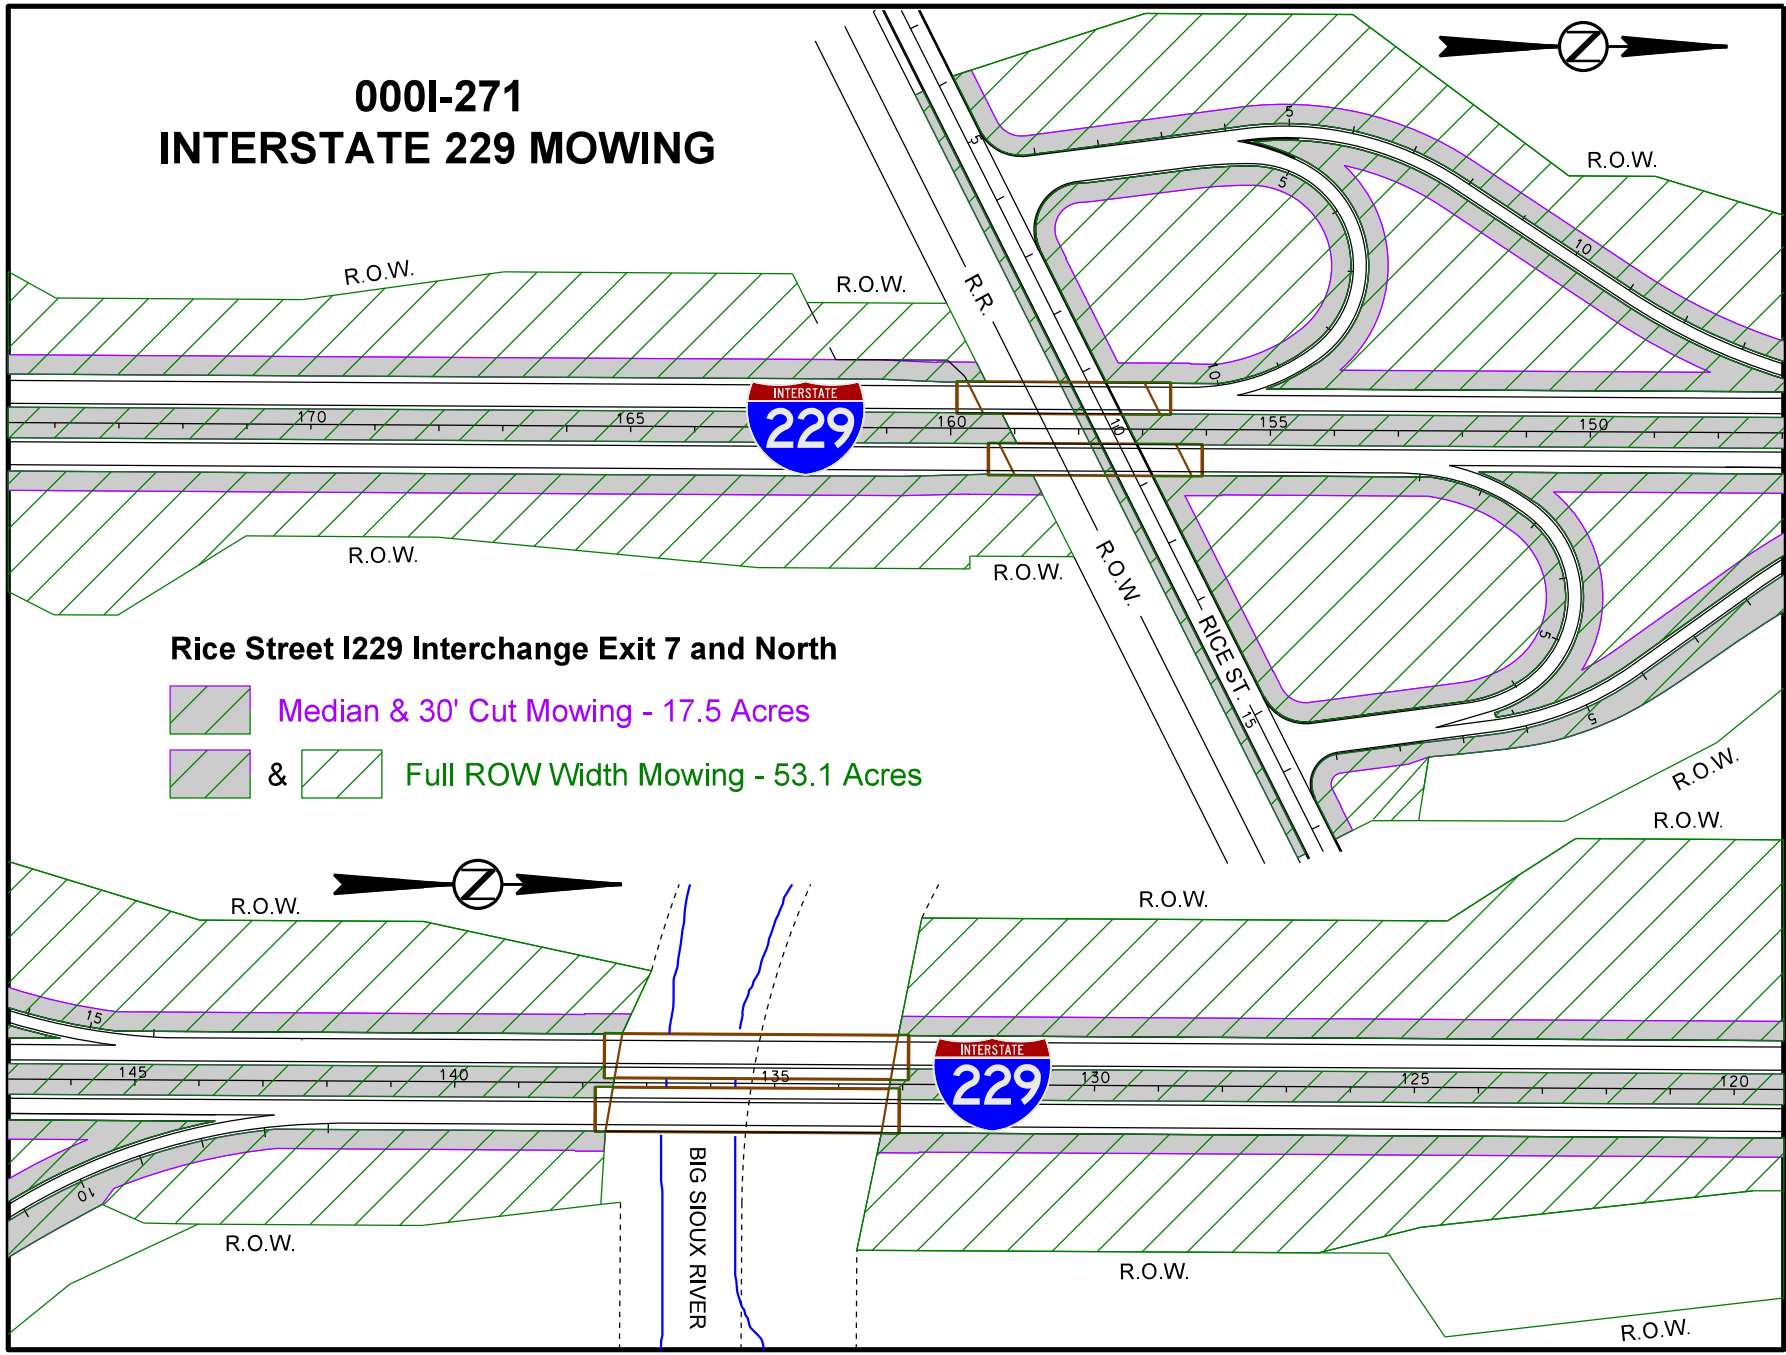 000I-271
INTERSTATE 229 MOWING
Z
R.O.W.
R.O.W.
R.O.W.
R.R.
5
5
5
10
10
INTERSTATE
229
170
165
160
10
155
150
R.O.W.
R.O.W.
R.O.W.
RICE ST.
15
5
5
R.O.W.
R.O.W.
Rice Street I229 Interchange Exit 7 and North
Median & 30' Cut Mowing - 17.5 Acres
& Full ROW Width Mowing - 53.1 Acres
Z
R.O.W.
R.O.W.
15
INTERSTATE
229
145
140
135
130
125
120
10
BIG SIOUX RIVER
R.O.W.
R.O.W.
R.O.W.